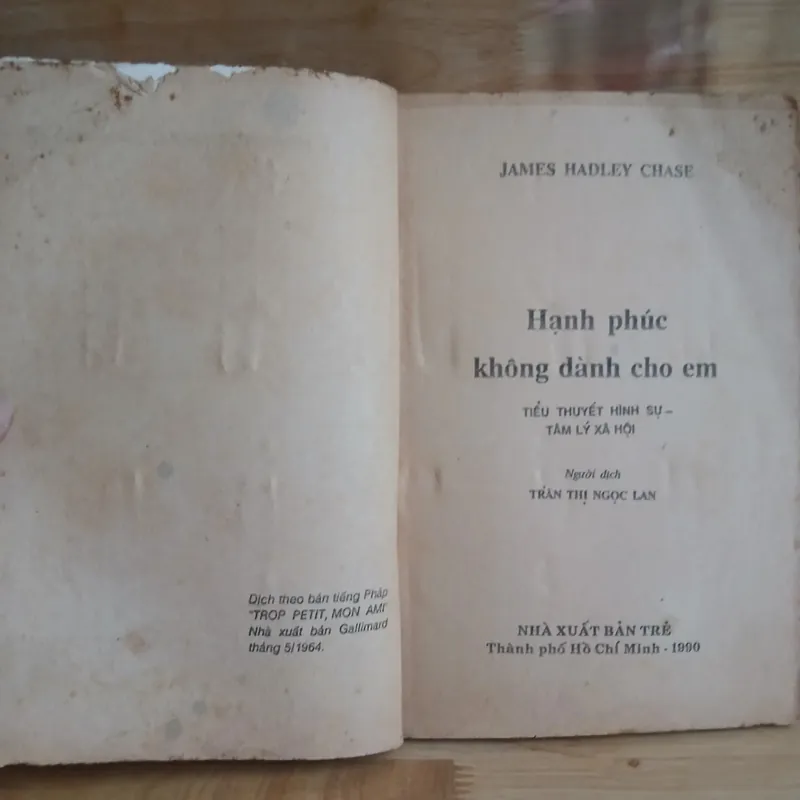 Dịch theo bản tiếng Pháp
"TROP PETIT, MON AMI"
Nhà xuất bản Gallimard
tháng 5/1964.
JAMES HADLEY CHASE
Hạnh phúc
không dành cho em
TIỂU THUYẾT HÌNH SỰ –
TÂM LÝ XÃ HỘI
Người dịch
TRẦN THỊ NGỌC LAN
NHÀ XUẤT BẢN TRẺ
Thành phố Hồ Chí Minh - 1990